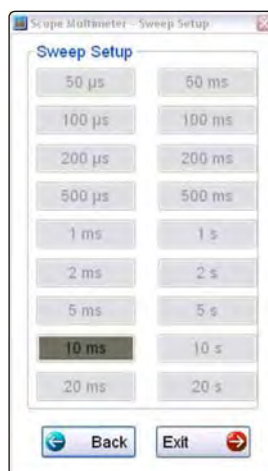 Scope Multimeter - Sweep Setup
Sweep Setup
50 µs 50 ms
100 µs 100 ms
200 µs 200 ms
500 µs 500 ms
1 ms 1 s
2 ms 2 s
5 ms 5 s
10 ms 10 s
20 ms 20 s
Back Exit